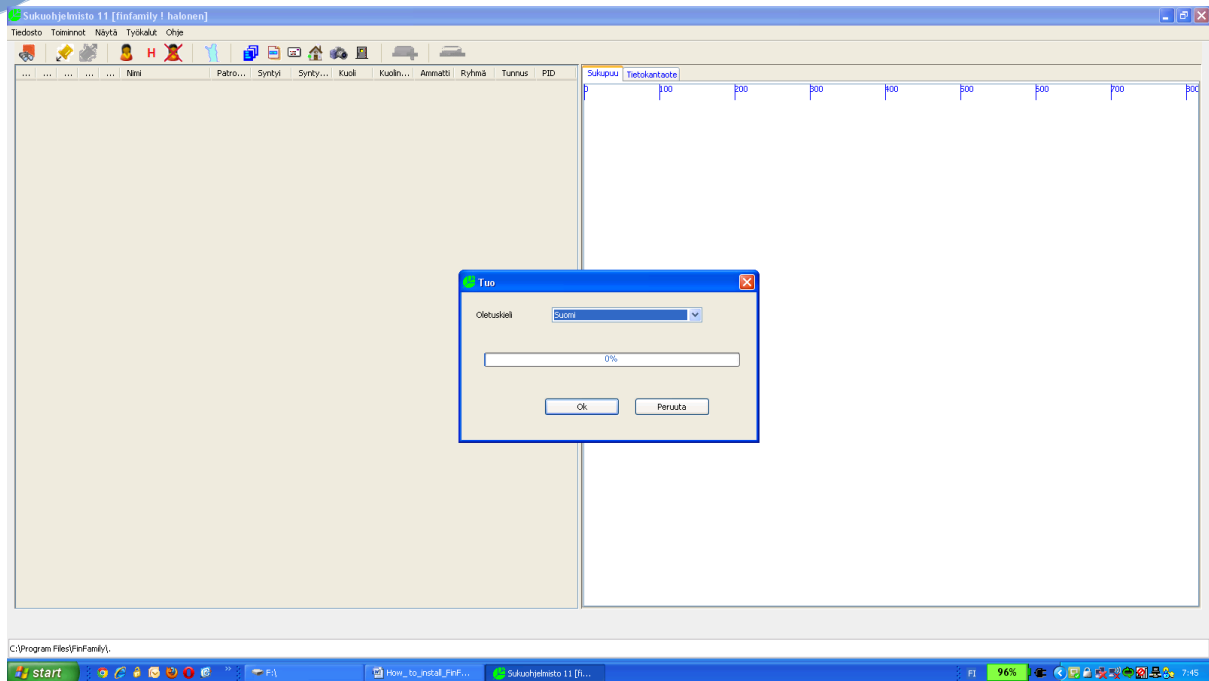 Sukuohjelmisto 11 [finfamily ! halonen]
Tiedosto Toiminnot Näytä Työkalut Ohje
H
... ... ... ... ... Nimi Patro... Syntyi Synty... Kuoli Kuolin... Ammatti Ryhmä Tunnus PID
Sukupuu Tietokantaote
0 100 200 300 400 500 600 700 800
Tuo
Oletuskieli Suomi
0%
Ok Peruuta
C:\Program Files\FinFamily\.
start F:\ How_to_install_FinF... Sukuohjelmisto 11 [fi... FI 96% 7:45